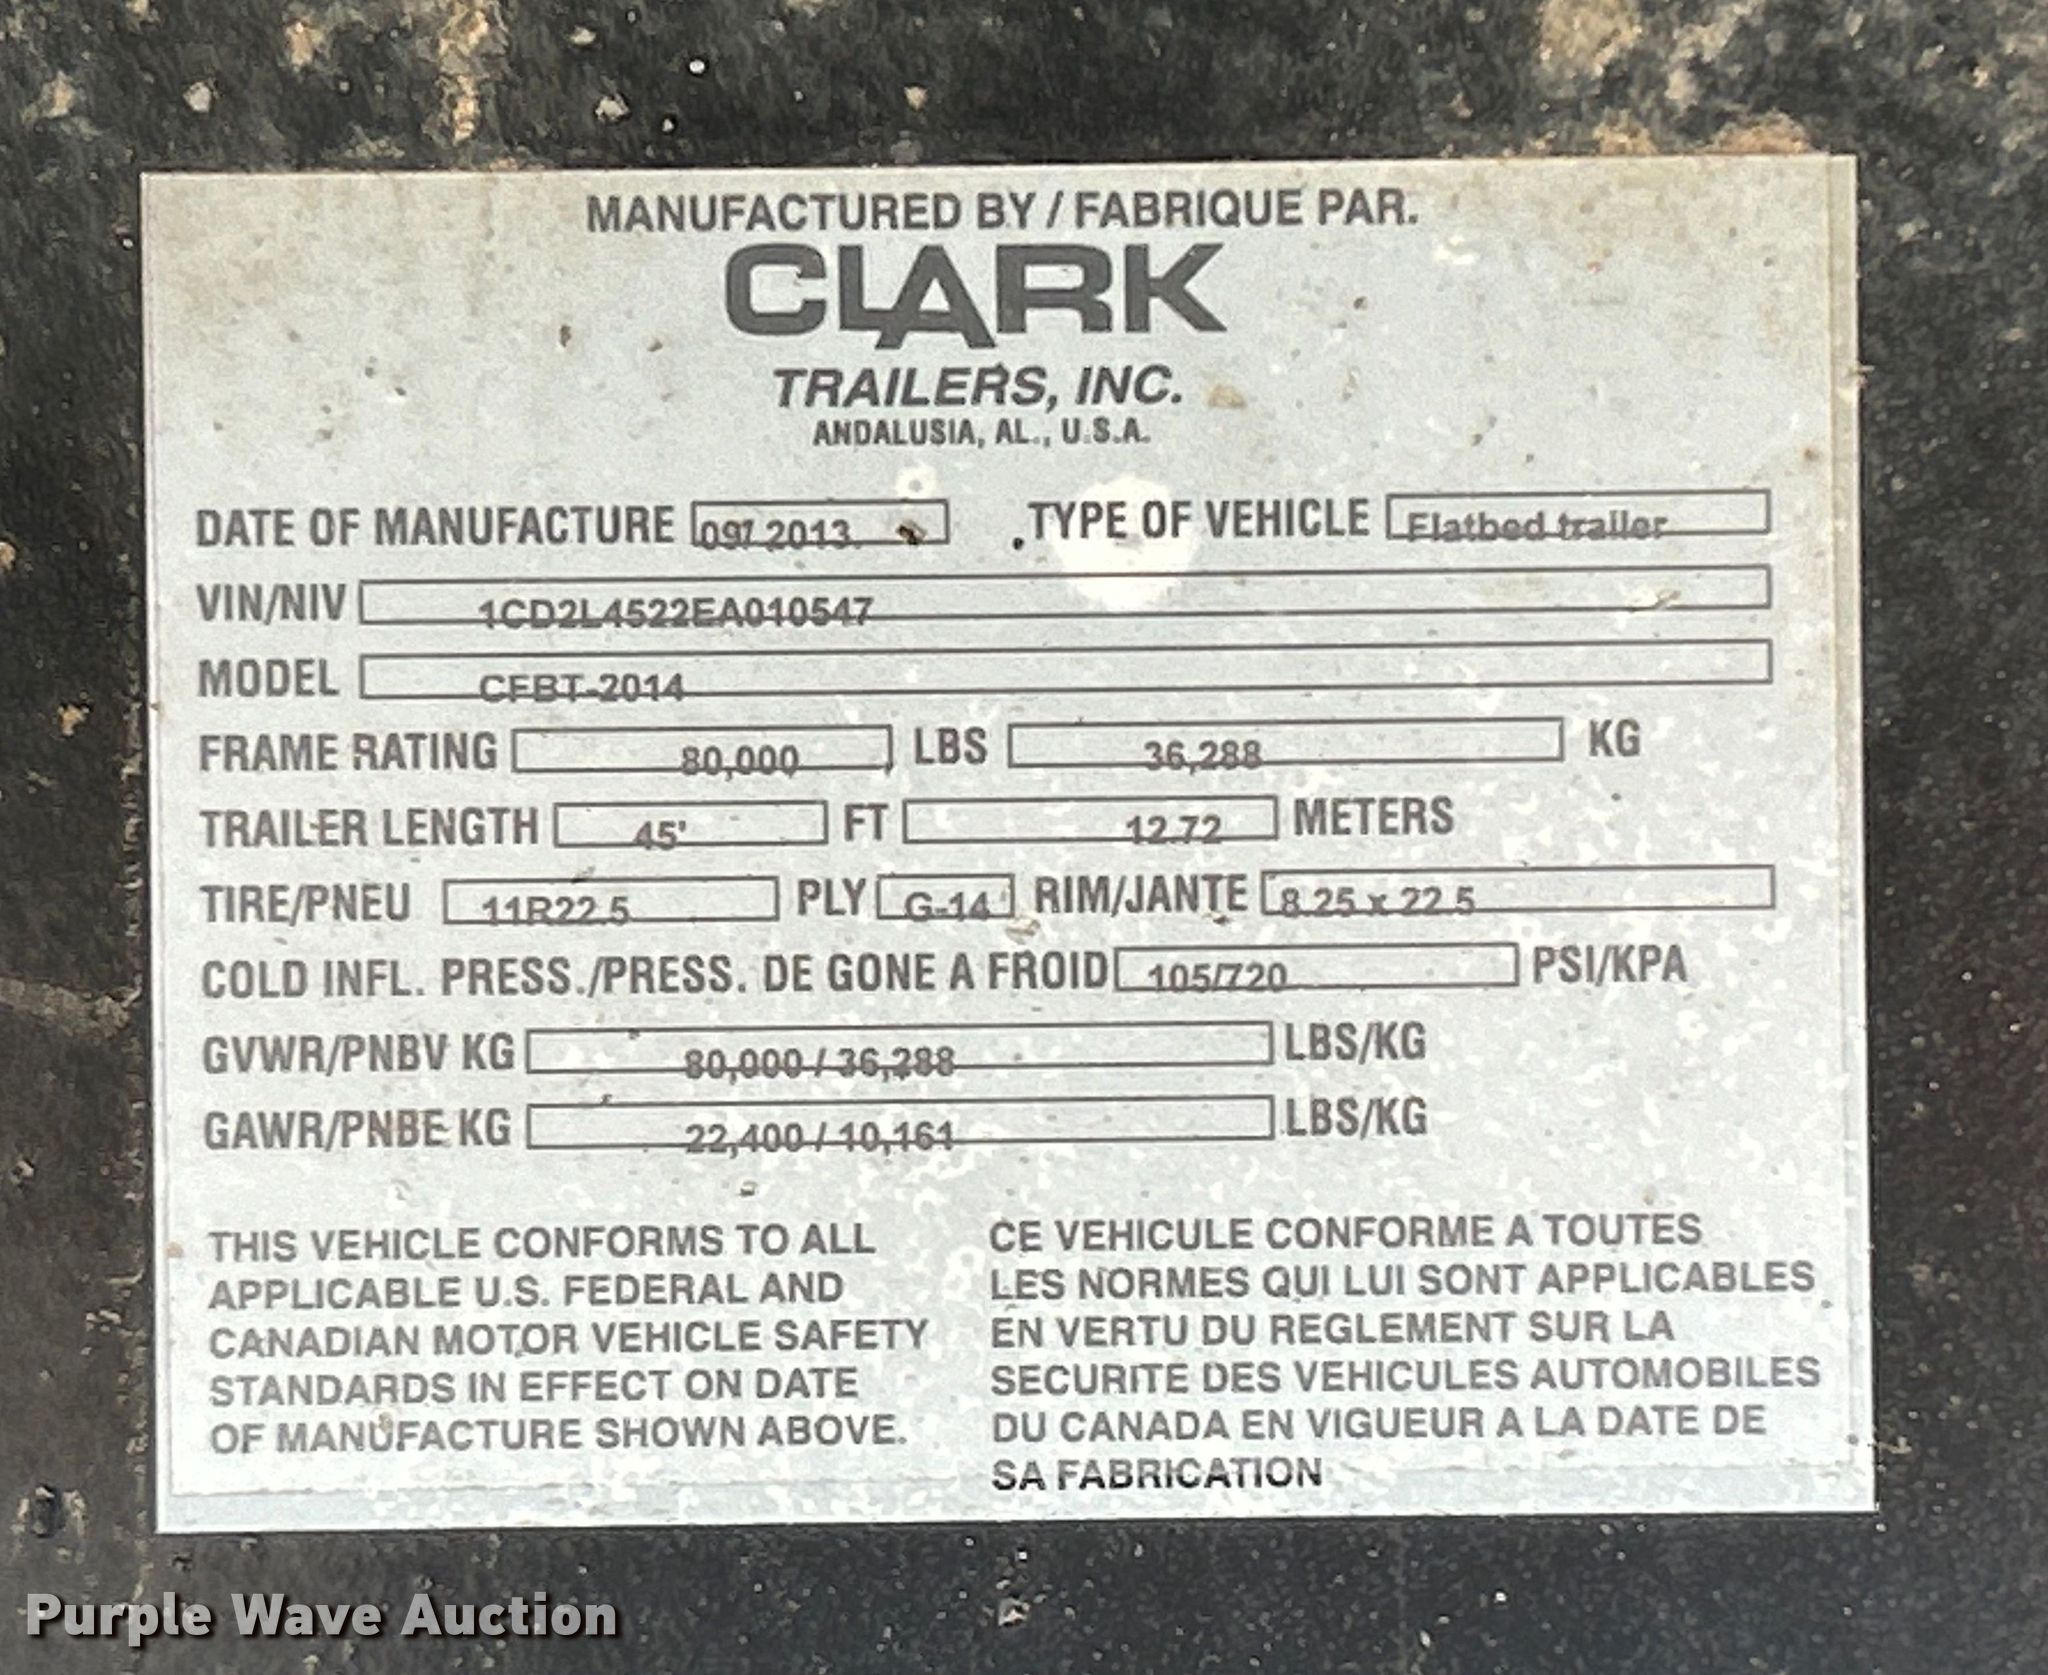 MANUFACTURED BY / FABRIQUE PAR.
CLARK
TRAILERS, INC.
ANDALUSIA, AL., U.S.A.
DATE OF MANUFACTURE 09/ 2013 TYPE OF VEHICLE Flatbed trailer
VIN/NIV 1CD2L4522EA010547
MODEL CFBT-2014
FRAME RATING 80,000 LBS 36,288 KG
TRAILER LENGTH 45' FT 12.72 METERS
TIRE/PNEU 11R22.5 PLY G-14 RIM/JANTE 8.25 x 22.5
COLD INFL. PRESS./PRESS. DE GONE A FROID 105/720 PSI/KPA
GVWR/PNBV KG 80,000 / 36,288 LBS/KG
GAWR/PNBE KG 22,400 / 10,161 LBS/KG
THIS VEHICLE CONFORMS TO ALL
APPLICABLE U.S. FEDERAL AND
CANADIAN MOTOR VEHICLE SAFETY
STANDARDS IN EFFECT ON DATE
OF MANUFACTURE SHOWN ABOVE.
CE VEHICULE CONFORME A TOUTES
LES NORMES QUI LUI SONT APPLICABLES
EN VERTU DU REGLEMENT SUR LA
SECURITE DES VEHICULES AUTOMOBILES
DU CANADA EN VIGUEUR A LA DATE DE
SA FABRICATION
Purple Wave Auction